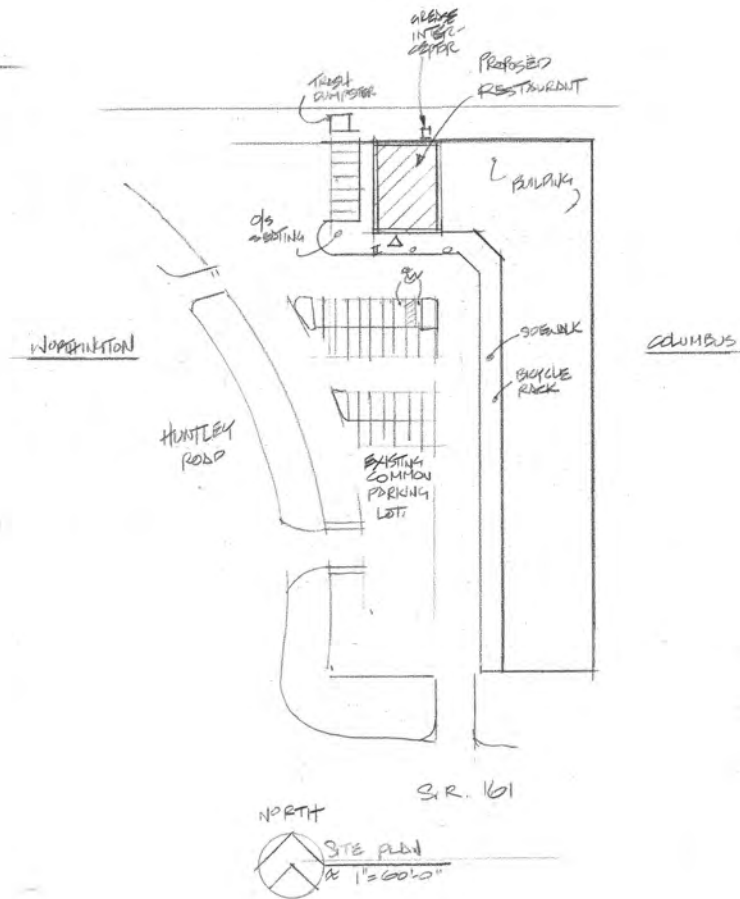 GREASE
INTER-
CEPTER
PROPOSED
RESTAURANT
TRASH
DUMPSTER
BUILDING
O/S
SEATING
WORTHINGTON
SIDEWALK
COLUMBUS
BICYCLE
RACK
HUNTLEY
ROAD
EXISTING
COMMON
PARKING
LOT.
S.R. 161
NORTH
SITE PLAN
1"=60'-0"